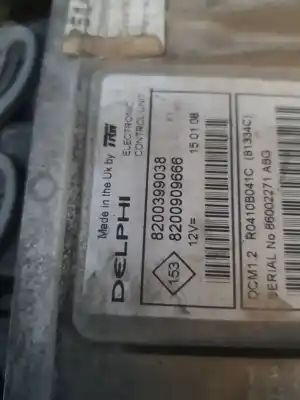 Made in the Uk by TRW
DELPHI
ELECTRONIC
CONTROL UNIT
8200399038
8200909666
153
12V=
15.01.08
DCM1.2 R0410B041C (81334C)
SERIAL No.86002271 ABG